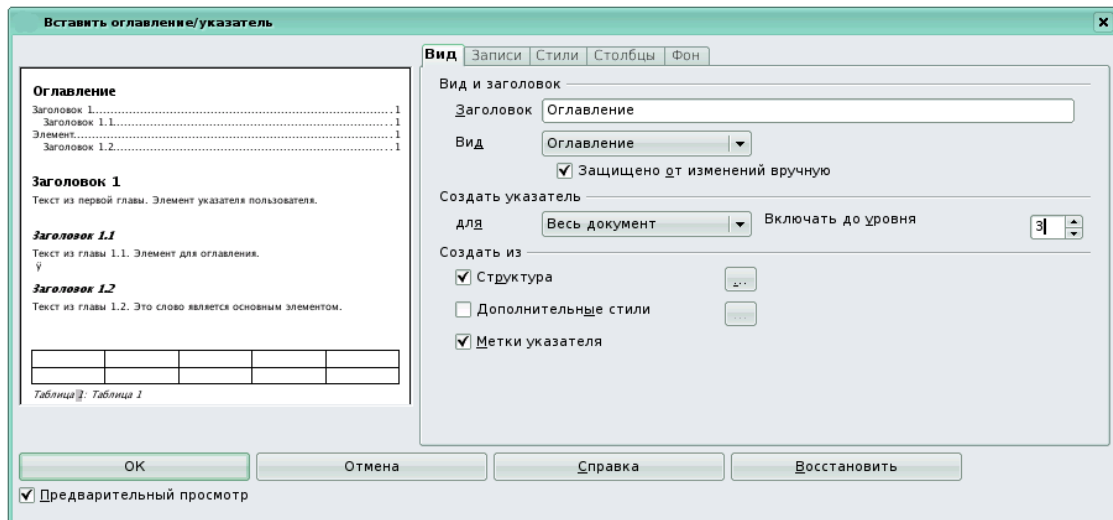 Вставить оглавление/указатель
Оглавление
Заголовок 1 1
Заголовок 1.1 1
Элемент 1
Заголовок 1.2 1
Заголовок 1
Текст из первой главы. Элемент указателя пользователя.
Заголовок 1.1
Текст из главы 1.1. Элемент для оглавления.
ÿ
Заголовок 1.2
Текст из главы 1.2. Это слово является основным элементом.
Таблица 1: Таблица 1
Вид Записи Стили Столбцы Фон
Вид и заголовок
Заголовок Оглавление
Вид Оглавление
Защищено от изменений вручную
Создать указатель
для Весь документ Включать до уровня 3
Создать из
Структура ...
Дополнительные стили ...
Метки указателя
OK Отмена Справка Восстановить
Предварительный просмотр